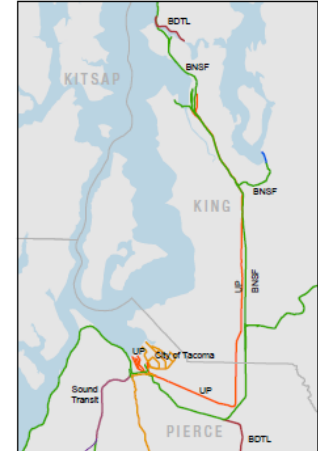 BDTL
BNSF
KITSAP
BNSF
KING
UP
BNSF
UP
City of Tacoma
UP
Sound
Transit
PIERCE
BDTL